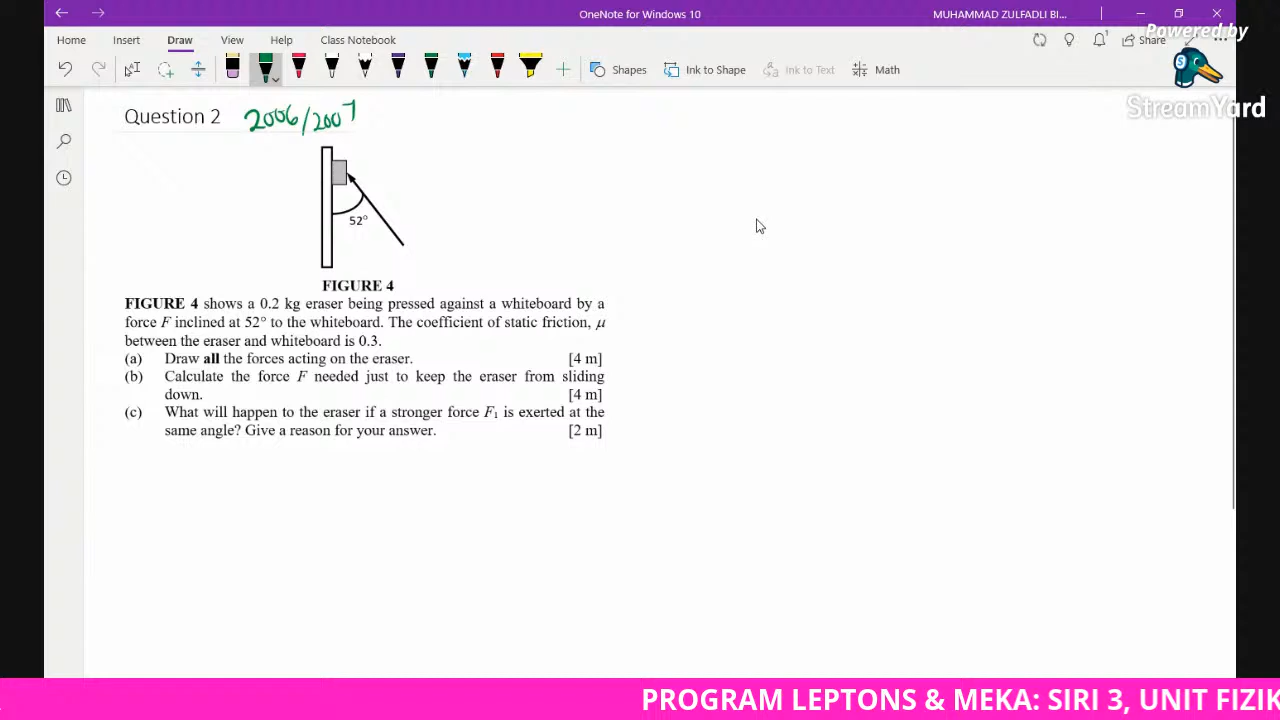 OneNote for Windows 10
MUHAMMAD ZULFADLI BI...
Powered by
Home Insert Draw View Help Class Notebook
Share
Shapes Ink to Shape Ink to Text Math
StreamYard
Question 2 2006/2007
52°
FIGURE 4
FIGURE 4 shows a 0.2 kg eraser being pressed against a whiteboard by a
force F inclined at 52° to the whiteboard. The coefficient of static friction, μ
between the eraser and whiteboard is 0.3.
(a) Draw all the forces acting on the eraser. [4 m]
(b) Calculate the force F needed just to keep the eraser from sliding
down. [4 m]
(c) What will happen to the eraser if a stronger force F₁ is exerted at the
same angle? Give a reason for your answer. [2 m]
PROGRAM LEPTONS & MEKA: SIRI 3, UNIT FIZIK